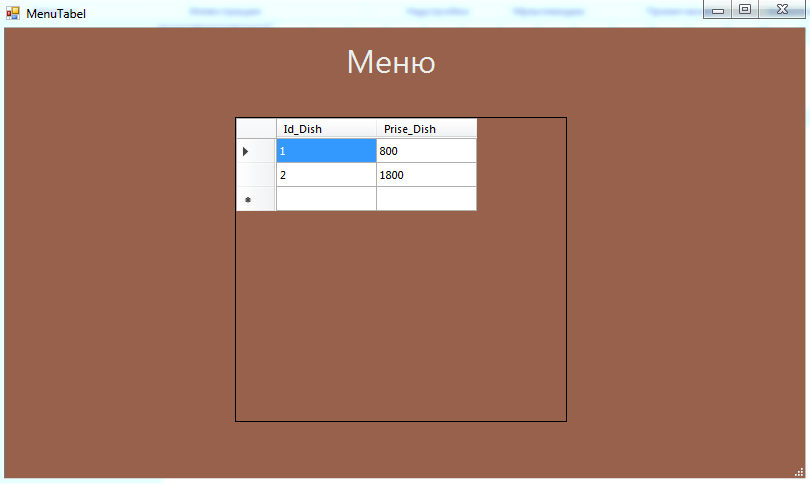 MenuTabel
Меню
Id_Dish Prise_Dish
1 800
2 1800